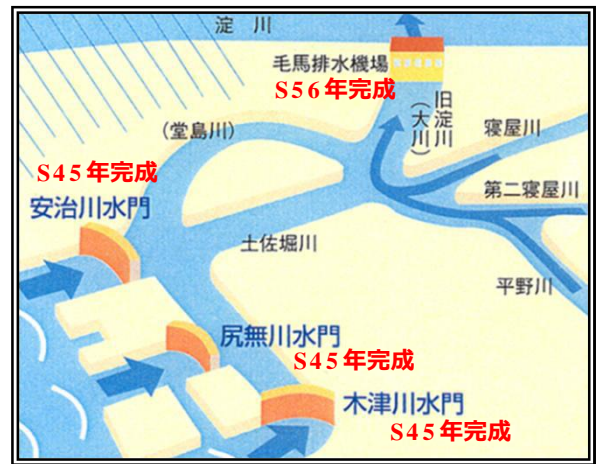 淀川
毛馬排水機場
S56年完成
旧淀川
(大川)
寝屋川
(堂島川)
S45年完成
安治川水門
第二寝屋川
土佐堀川
平野川
尻無川水門
S45年完成
木津川水門
S45年完成